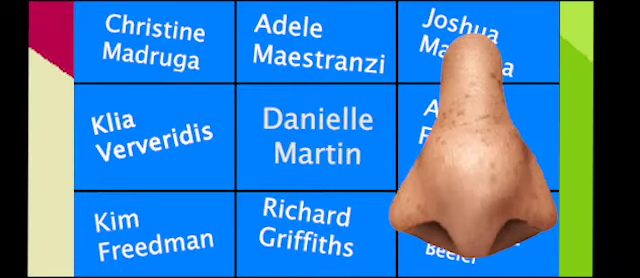 Christine
Madruga
Adele
Maestranzi
Joshua
Klia
Ververidis
Danielle
Martin
Kim
Freedman
Richard
Griffiths